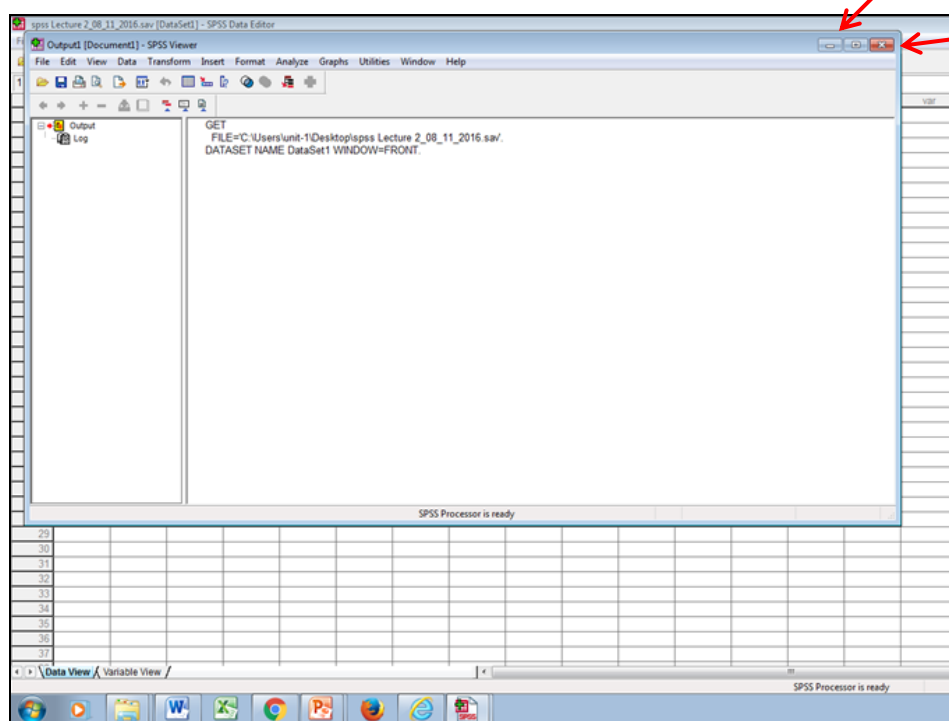 spss Lecture 2_08_11_2016.sav [DataSet1] - SPSS Data Editor
Output1 [Document1] - SPSS Viewer
File Edit View Data Transform Insert Format Analyze Graphs Utilities Window Help
var
Output
Log
GET
FILE='C:\Users\unit-1\Desktop\spss Lecture 2_08_11_2016.sav'.
DATASET NAME DataSet1 WINDOW=FRONT.
SPSS Processor is ready
29
30
31
32
33
34
35
36
37
Data View Variable View
SPSS Processor is ready
SPSS